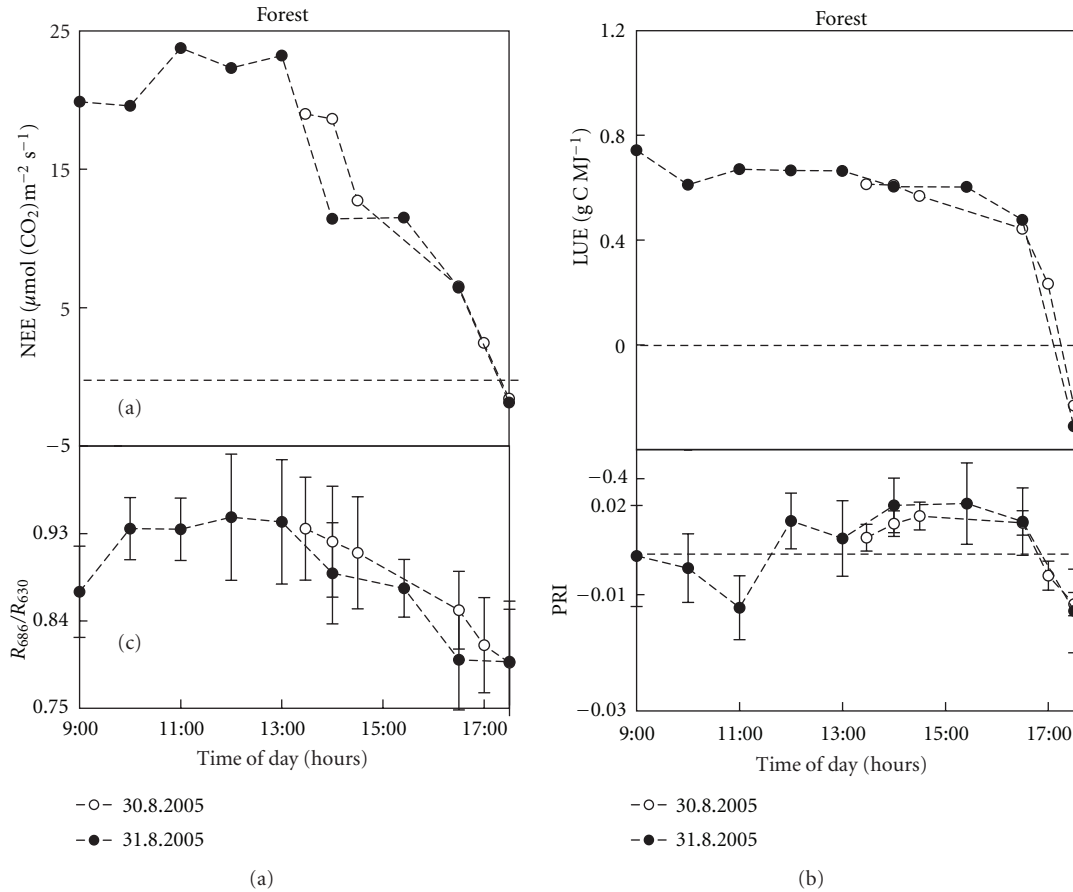 Forest
25
15
5
−5
NEE (μmol (CO₂) m⁻² s⁻¹)
(a)
0.93
0.84
0.75
R₆₈₆/R₆₃₀
(c)
9:00 11:00 13:00 15:00 17:00
Time of day (hours)
30.8.2005
31.8.2005
(a)
Forest
1.2
0.8
0.4
0
−0.4
LUE (g C MJ⁻¹)
0.02
−0.01
−0.03
PRI
9:00 11:00 13:00 15:00 17:00
Time of day (hours)
30.8.2005
31.8.2005
(b)